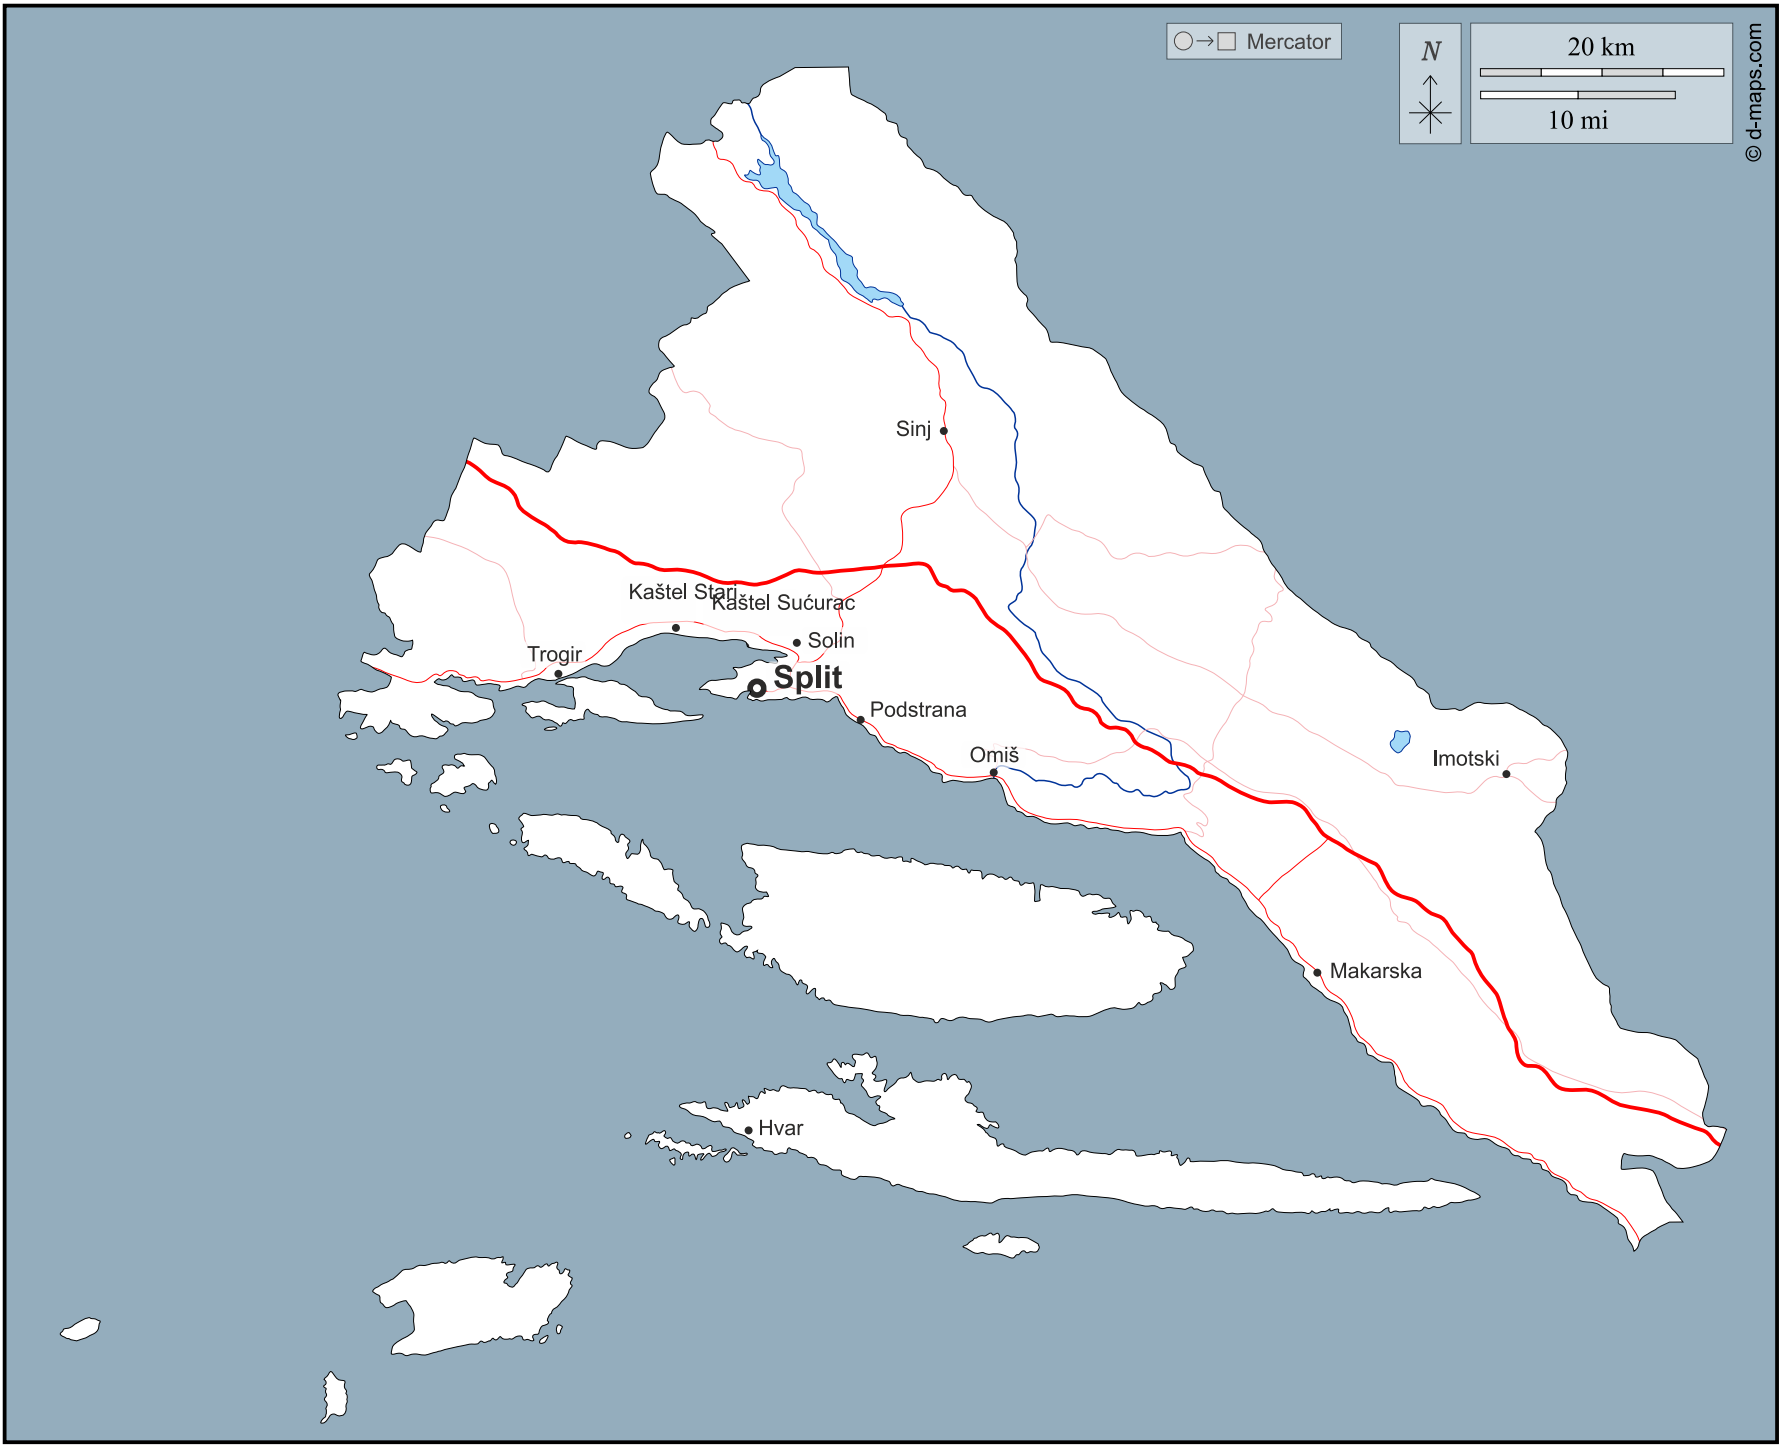 Mercator
N
20 km
10 mi
© d-maps.com
Sinj
Kaštel Stari
Kaštel Sućurac
Solin
Trogir
Split
Podstrana
Omiš
Imotski
Makarska
Hvar